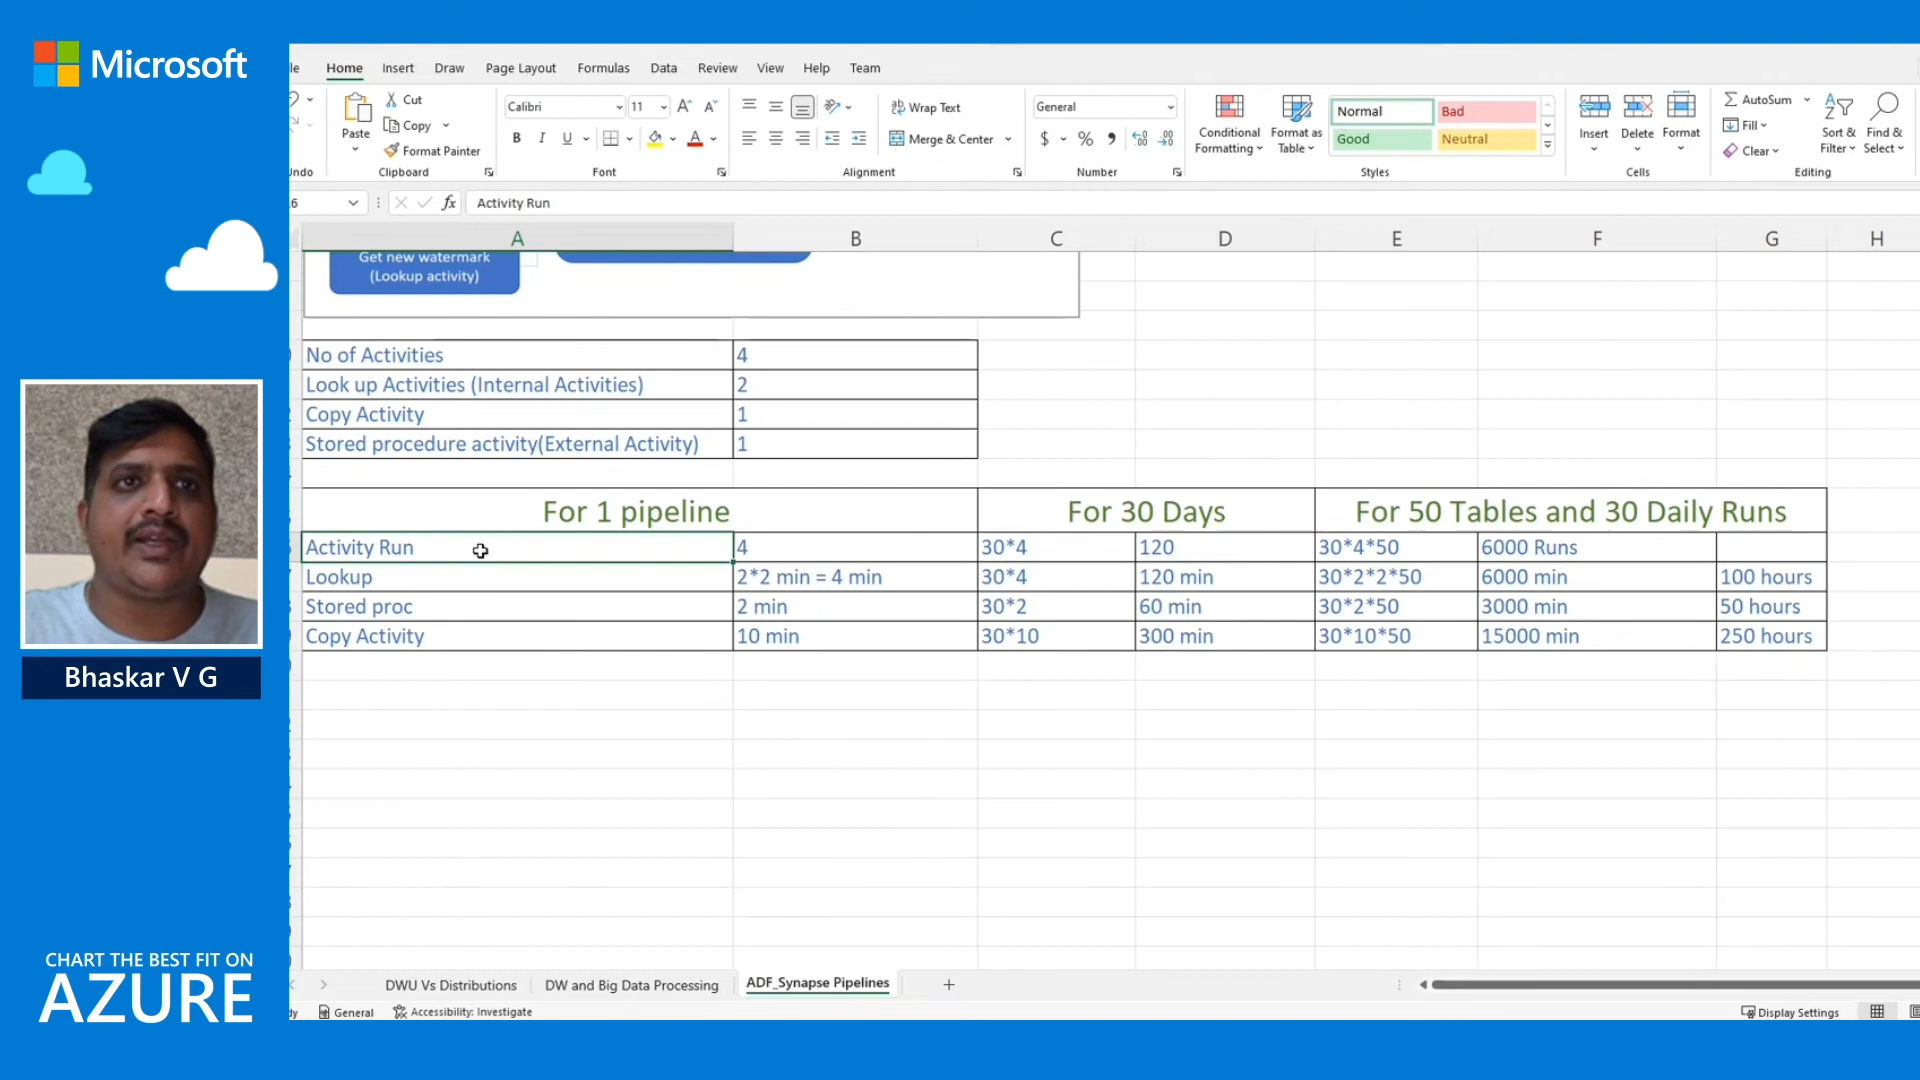 Microsoft
le Home Insert Draw Page Layout Formulas Data Review View Help Team
Cut
Copy
Paste
Format Painter
Undo
Clipboard
Calibri 11
B I U
Font
Wrap Text
Merge & Center
Alignment
General
$ % ,
Number
Conditional Formatting
Format as Table
Normal Bad
Good Neutral
Styles
Insert Delete Format
Cells
AutoSum
Fill
Clear
Sort & Filter
Find & Select
Editing
6 fx Activity Run
A B C D E F G H
Get new watermark
(Lookup activity)
No of Activities 4
Look up Activities (Internal Activities) 2
Copy Activity 1
Stored procedure activity(External Activity) 1
For 1 pipeline For 30 Days For 50 Tables and 30 Daily Runs
Activity Run 4 30*4 120 30*4*50 6000 Runs
Lookup 2*2 min = 4 min 30*4 120 min 30*2*2*50 6000 min 100 hours
Stored proc 2 min 30*2 60 min 30*2*50 3000 min 50 hours
Copy Activity 10 min 30*10 300 min 30*10*50 15000 min 250 hours
Bhaskar V G
CHART THE BEST FIT ON
AZURE
DWU Vs Distributions DW and Big Data Processing ADF_Synapse Pipelines
General Accessibility: Investigate Display Settings